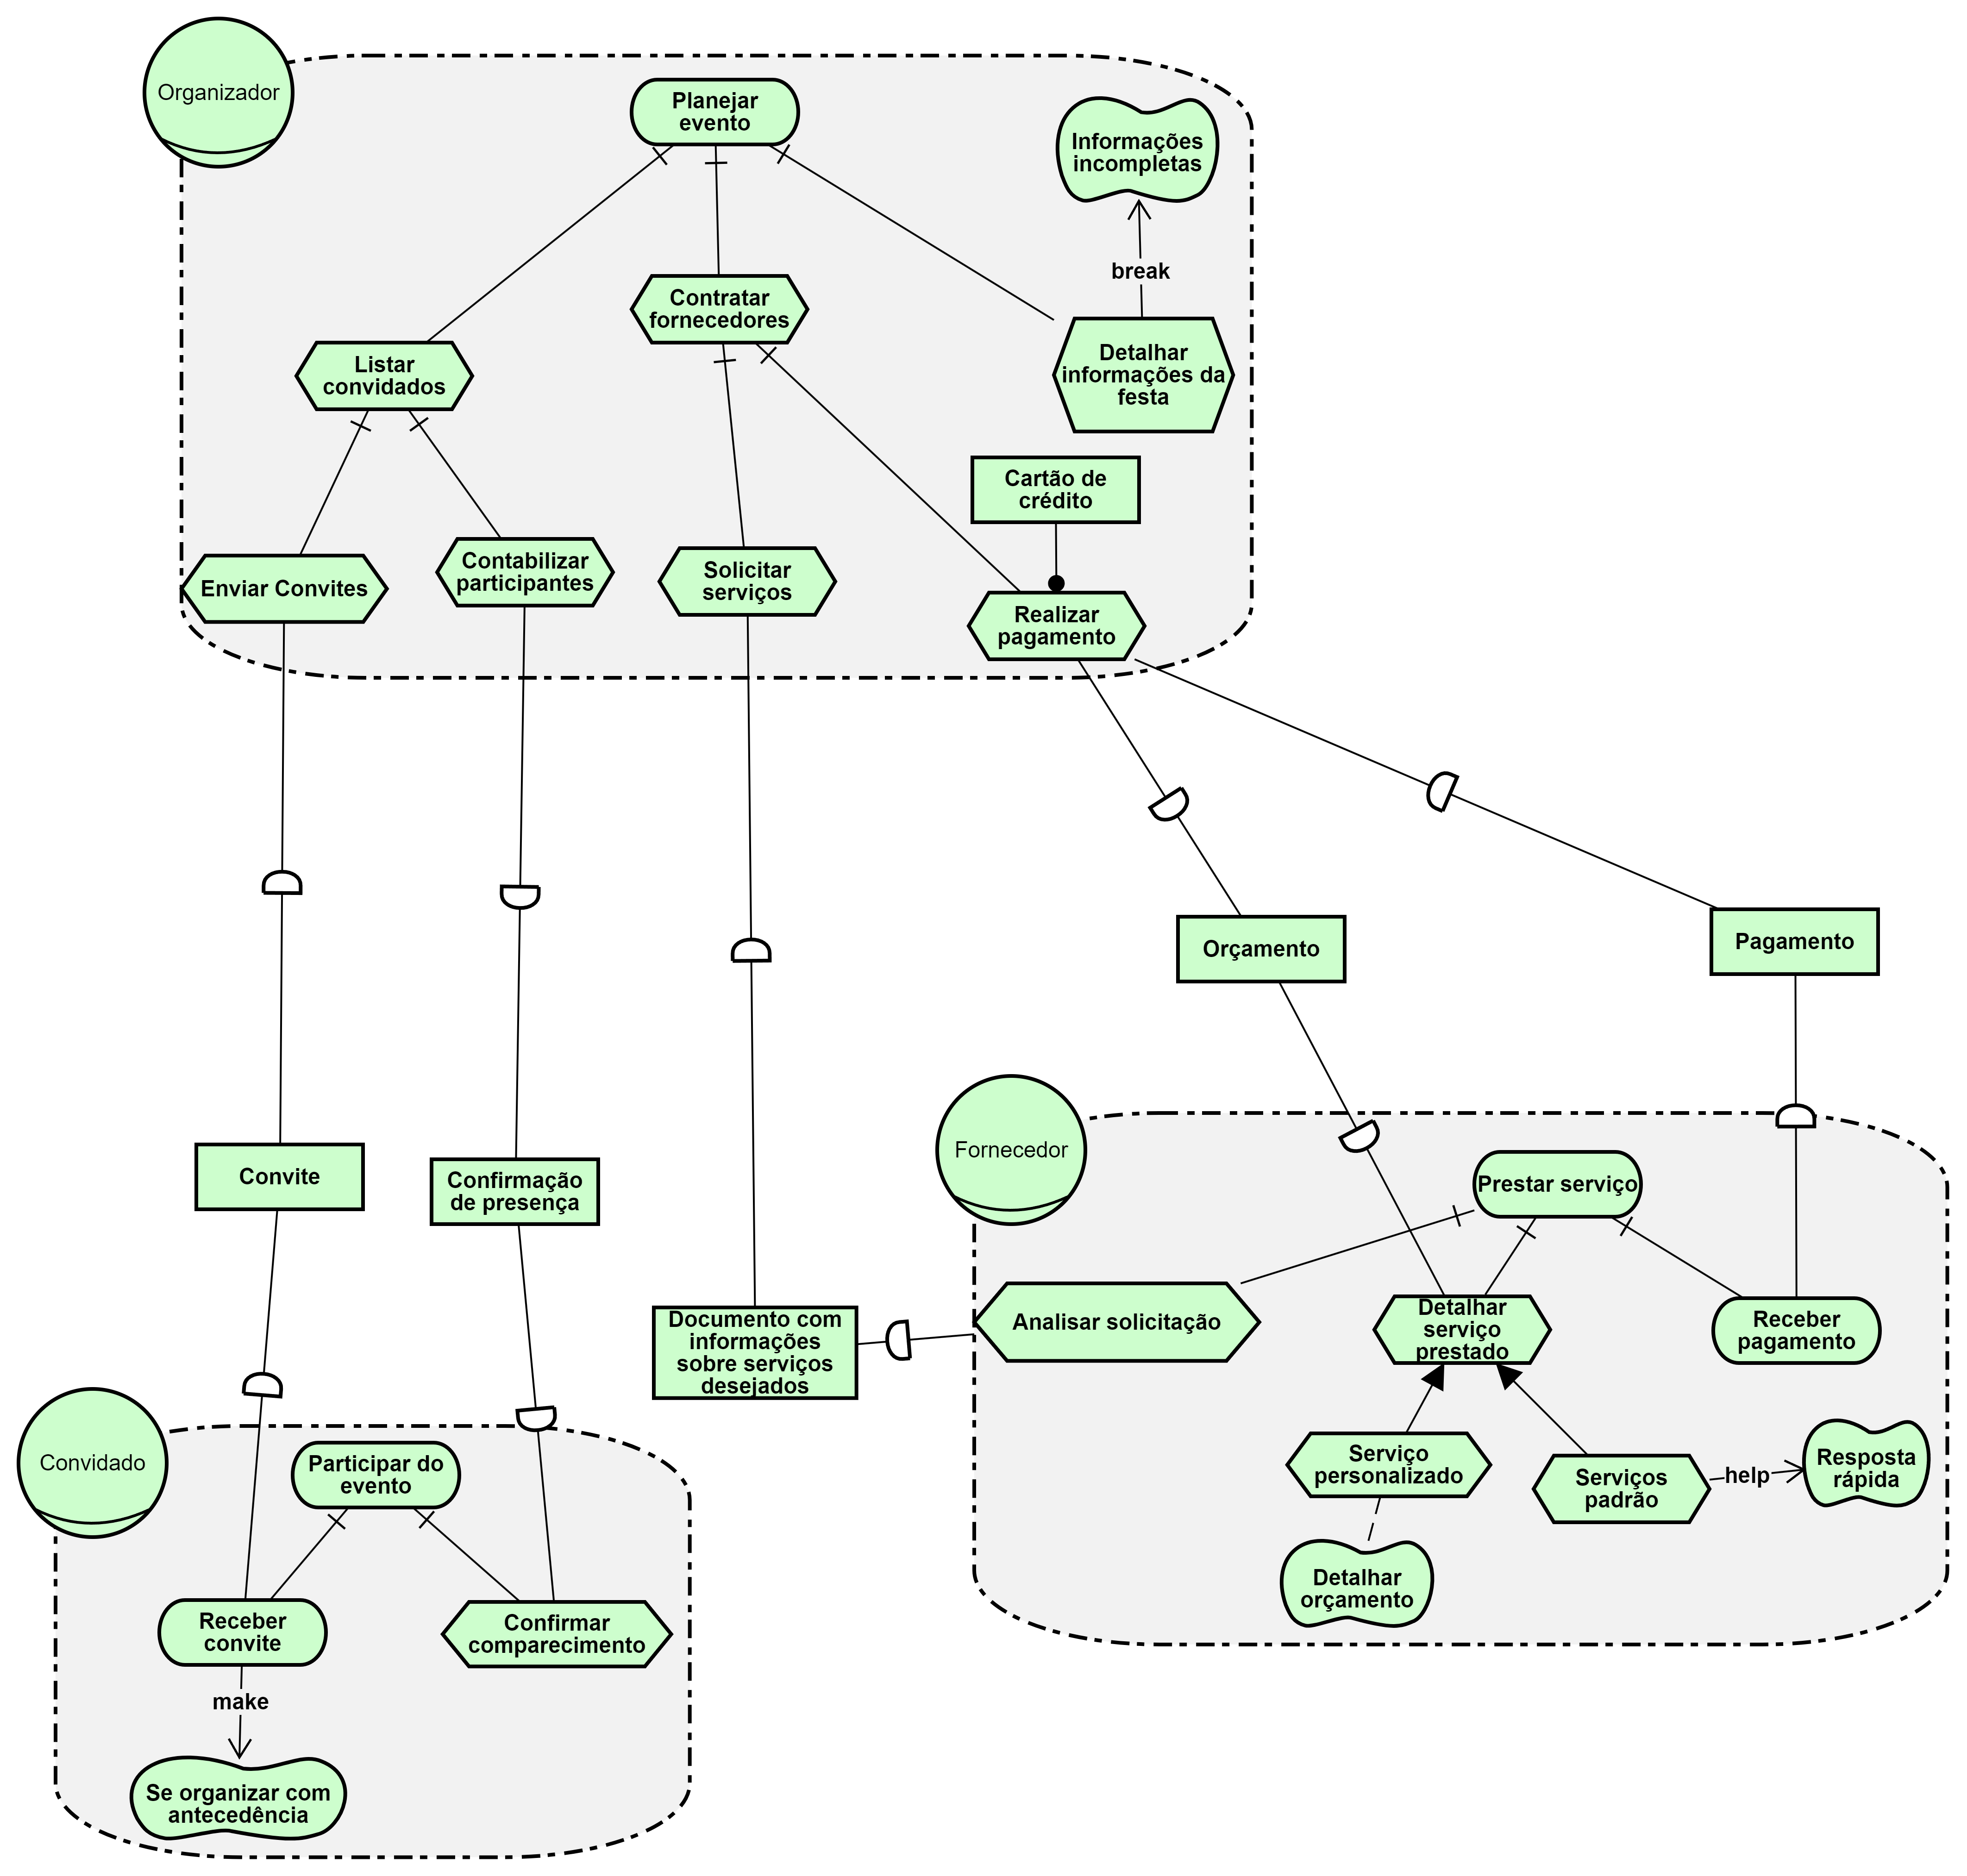 Organizador
Planejar
evento
Informações
incompletas
break
Contratar
fornecedores
Listar
convidados
Detalhar
informações da
festa
Cartão de
crédito
Enviar Convites
Contabilizar
participantes
Solicitar
serviços
Realizar
pagamento
Orçamento
Pagamento
Convite
Confirmação
de presença
Fornecedor
Prestar serviço
Documento com
informações
sobre serviços
desejados
Analisar solicitação
Detalhar
serviço
prestado
Receber
pagamento
Convidado
Participar do
evento
Serviço
personalizado
Serviços
padrão
help
Resposta
rápida
Detalhar
orçamento
Receber
convite
Confirmar
comparecimento
make
Se organizar com
antecedência